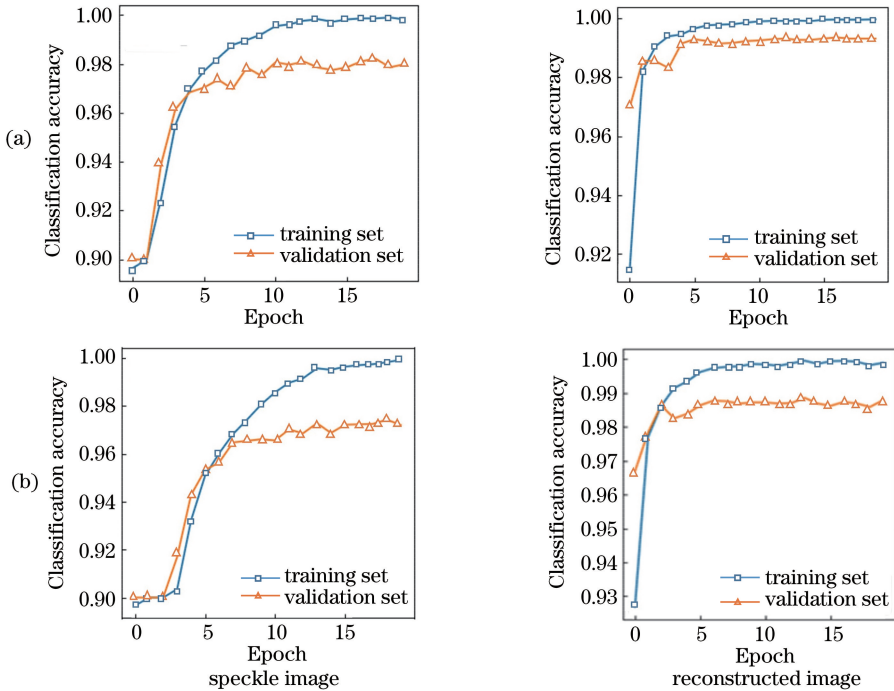 (a)
Classification accuracy
1.00
0.98
0.96
0.94
0.92
0.90
training set
validation set
0 5 10 15
Epoch
Classification accuracy
1.00
0.98
0.96
0.94
0.92
training set
validation set
0 5 10 15
Epoch
(b)
Classification accuracy
1.00
0.98
0.96
0.94
0.92
0.90
training set
validation set
0 5 10 15
Epoch
speckle image
Classification accuracy
1.00
0.99
0.98
0.97
0.96
0.95
0.94
0.93
training set
validation set
0 5 10 15
Epoch
reconstructed image